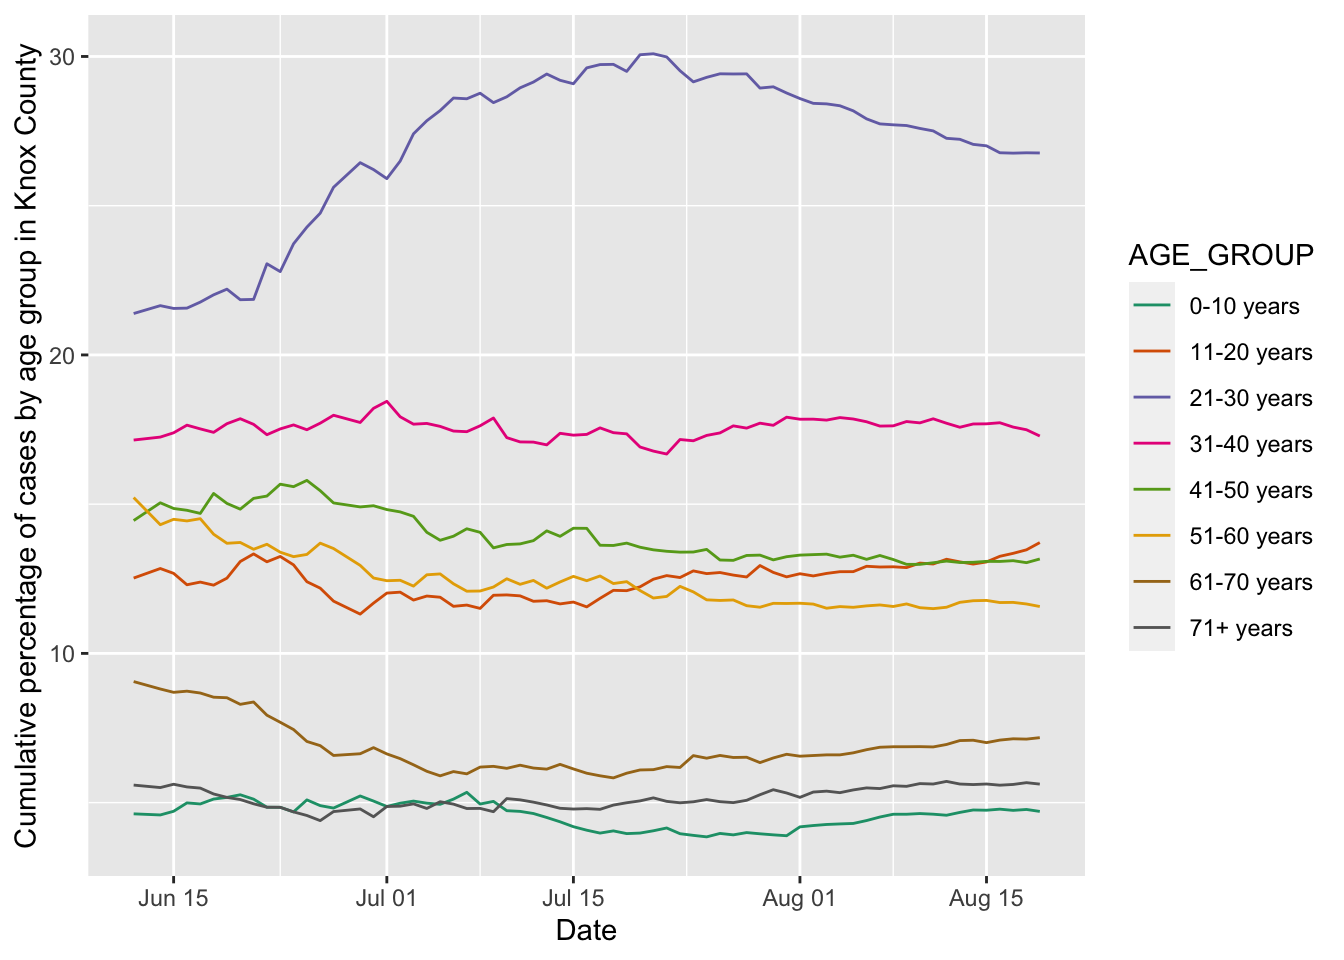 Cumulative percentage of cases by age group in Knox County
30
20
10
Jun 15
Jul 01
Jul 15
Aug 01
Aug 15
Date
AGE_GROUP
0-10 years
11-20 years
21-30 years
31-40 years
41-50 years
51-60 years
61-70 years
71+ years